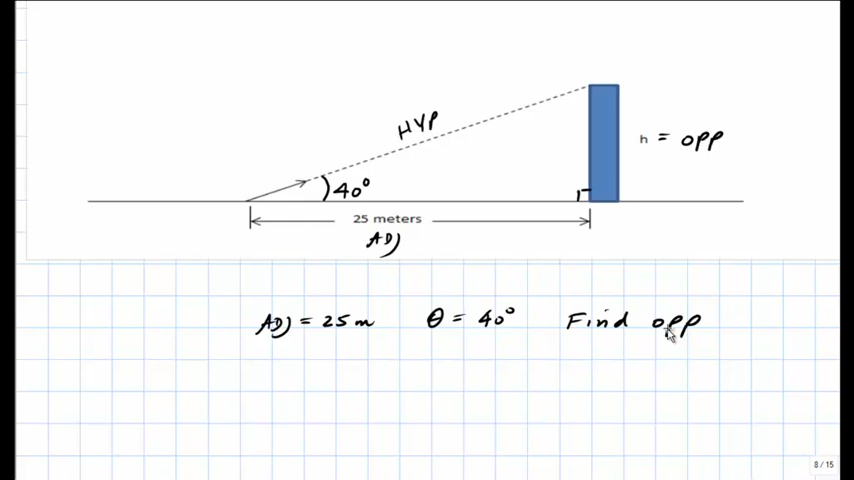 HYP
h = opp
40°
25 meters
ADJ
ADJ = 25 m θ = 40° Find opp
8 / 15